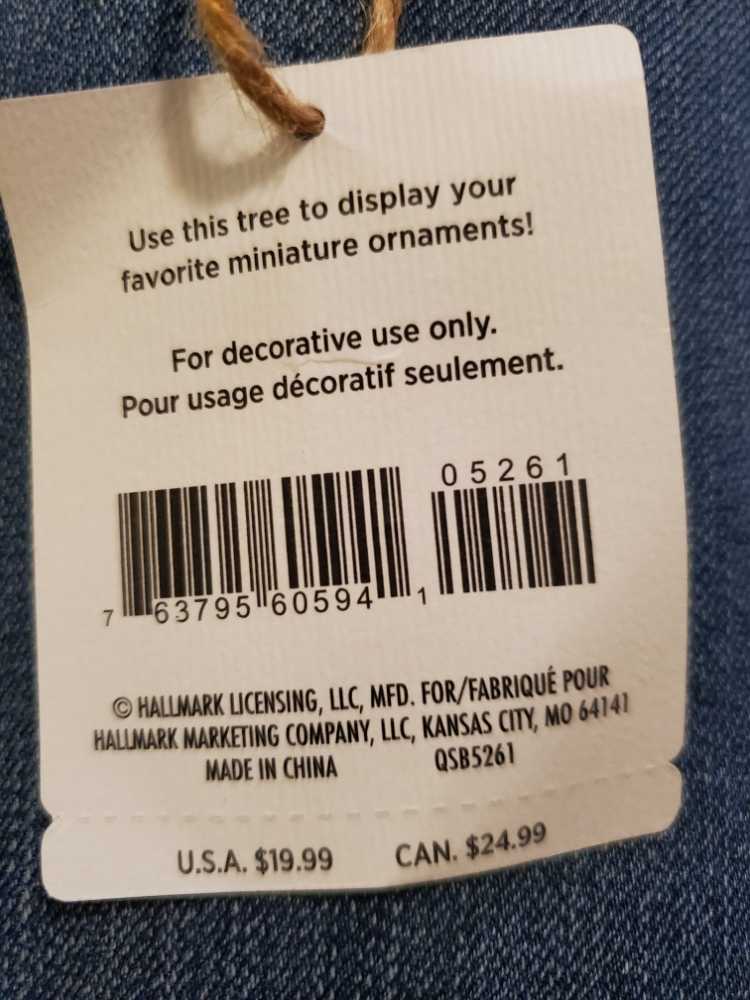 Use this tree to display your
favorite miniature ornaments!
For decorative use only.
Pour usage décoratif seulement.
05261
7 63795 60594 1
© HALLMARK LICENSING, LLC, MFD. FOR/FABRIQUÉ POUR
HALLMARK MARKETING COMPANY, LLC, KANSAS CITY, MO 64141
MADE IN CHINA QSB5261
U.S.A. $19.99 CAN. $24.99